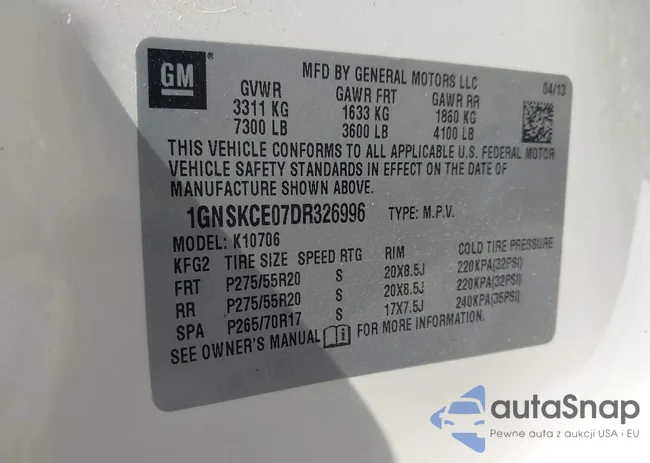 GM ®
MFD BY GENERAL MOTORS LLC
04/13
GVWR GAWR FRT GAWR RR
3311 KG 1633 KG 1860 KG
7300 LB 3600 LB 4100 LB
THIS VEHICLE CONFORMS TO ALL APPLICABLE U.S. FEDERAL MOTOR
VEHICLE SAFETY STANDARDS IN EFFECT ON THE DATE OF
MANUFACTURE SHOWN ABOVE.
1GNSKCE07DR326996 TYPE: M.P.V.
MODEL: K10706
KFG2 TIRE SIZE SPEED RTG RIM COLD TIRE PRESSURE
FRT P275/55R20 S 20X8.5J 220KPA(32PSI)
RR P275/55R20 S 20X8.5J 220KPA(32PSI)
SPA P265/70R17 S 17X7.5J 240KPA(35PSI)
SEE OWNER'S MANUAL FOR MORE INFORMATION.
autaSnap
Pewne auta z aukcji USA i EU